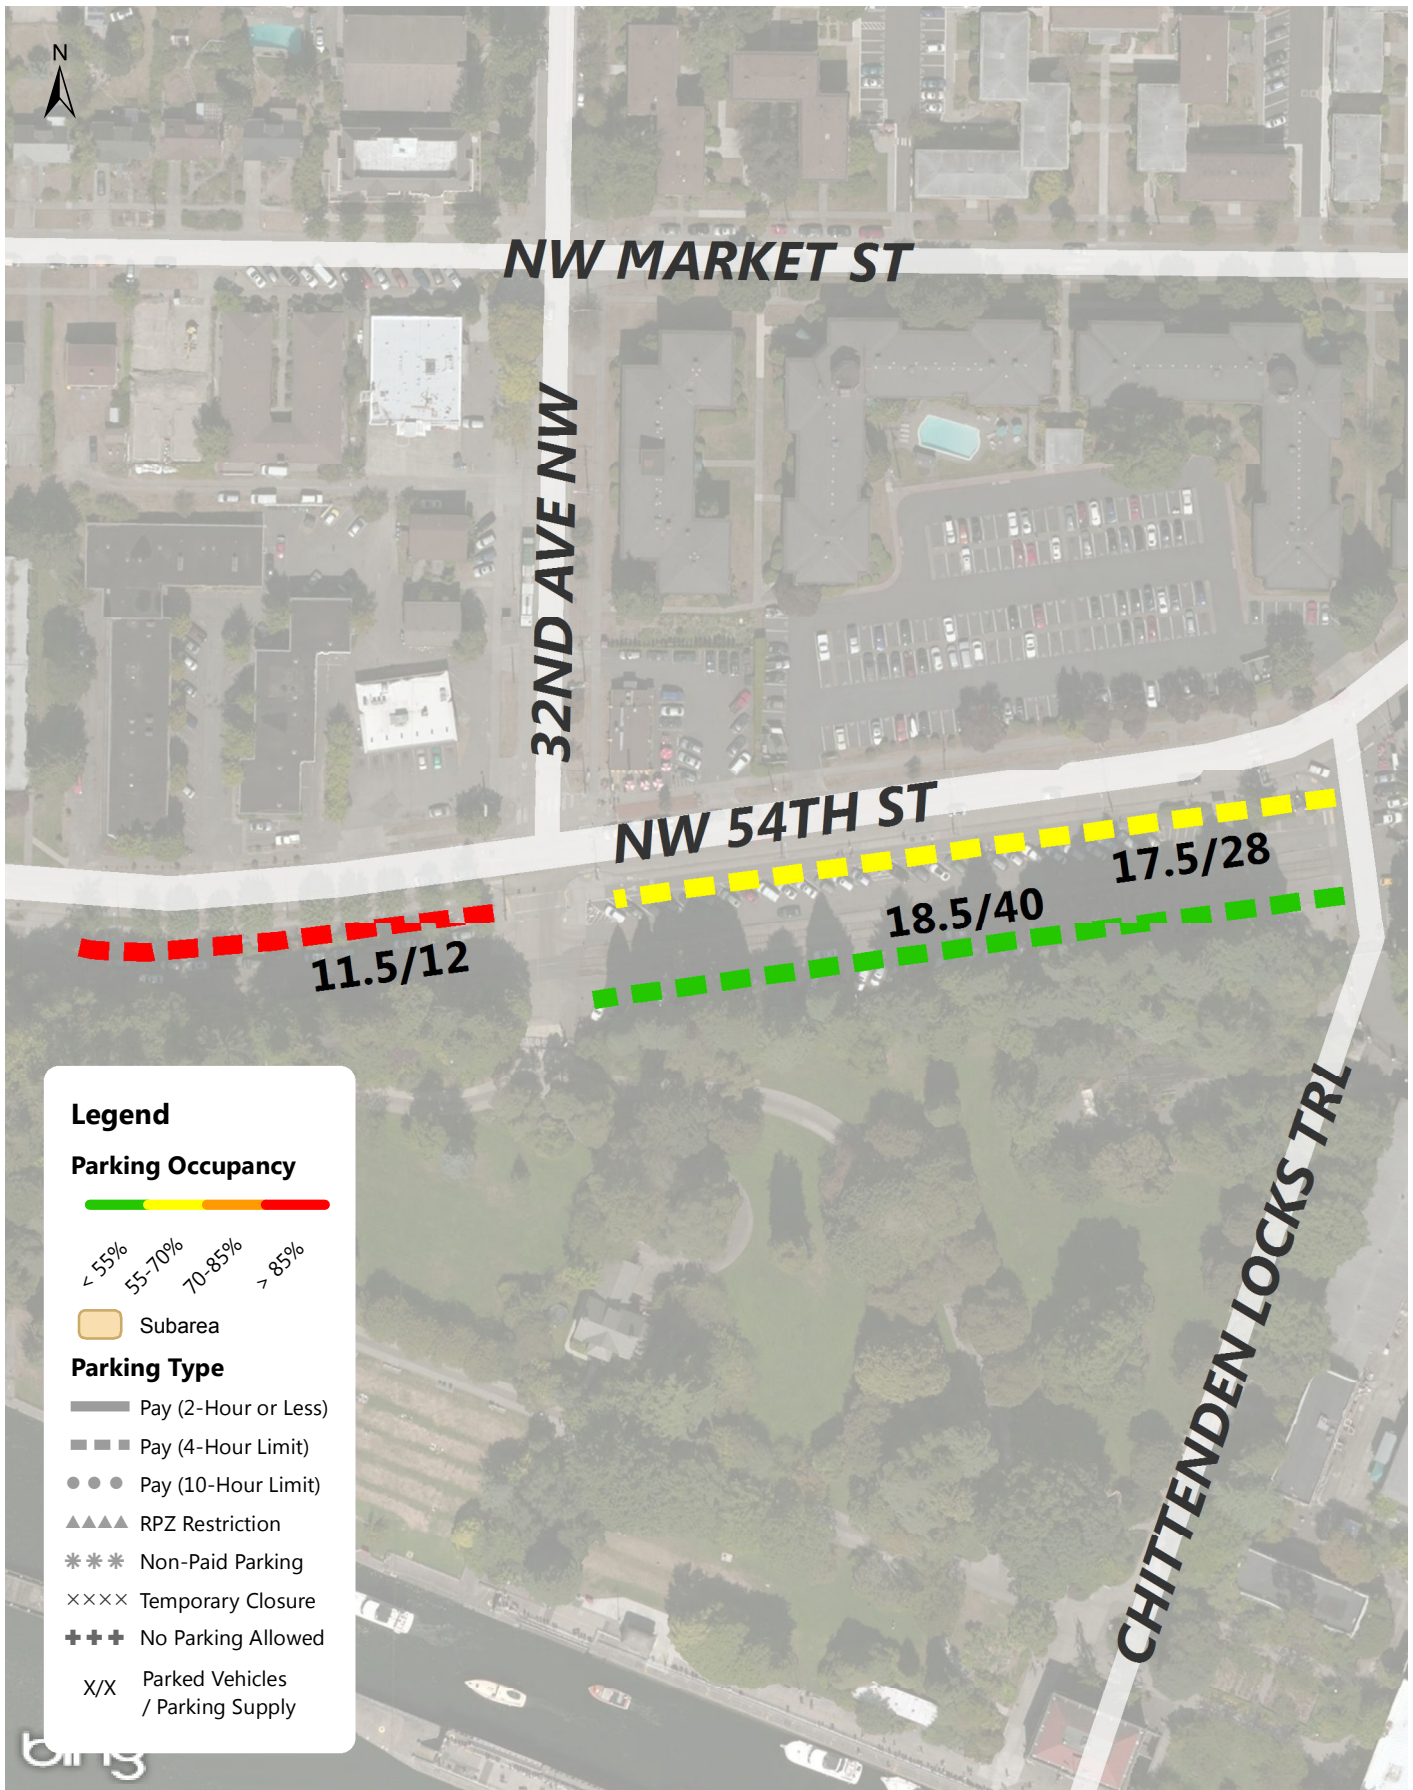 N
NW MARKET ST
32ND AVE NW
NW 54TH ST
17.5/28
18.5/40
11.5/12
CHITTENDEN LOCKS TRL
Legend
Parking Occupancy
< 55%
55-70%
70-85%
> 85%
Subarea
Parking Type
Pay (2-Hour or Less)
Pay (4-Hour Limit)
Pay (10-Hour Limit)
RPZ Restriction
Non-Paid Parking
Temporary Closure
No Parking Allowed
X/X Parked Vehicles
/ Parking Supply
bing